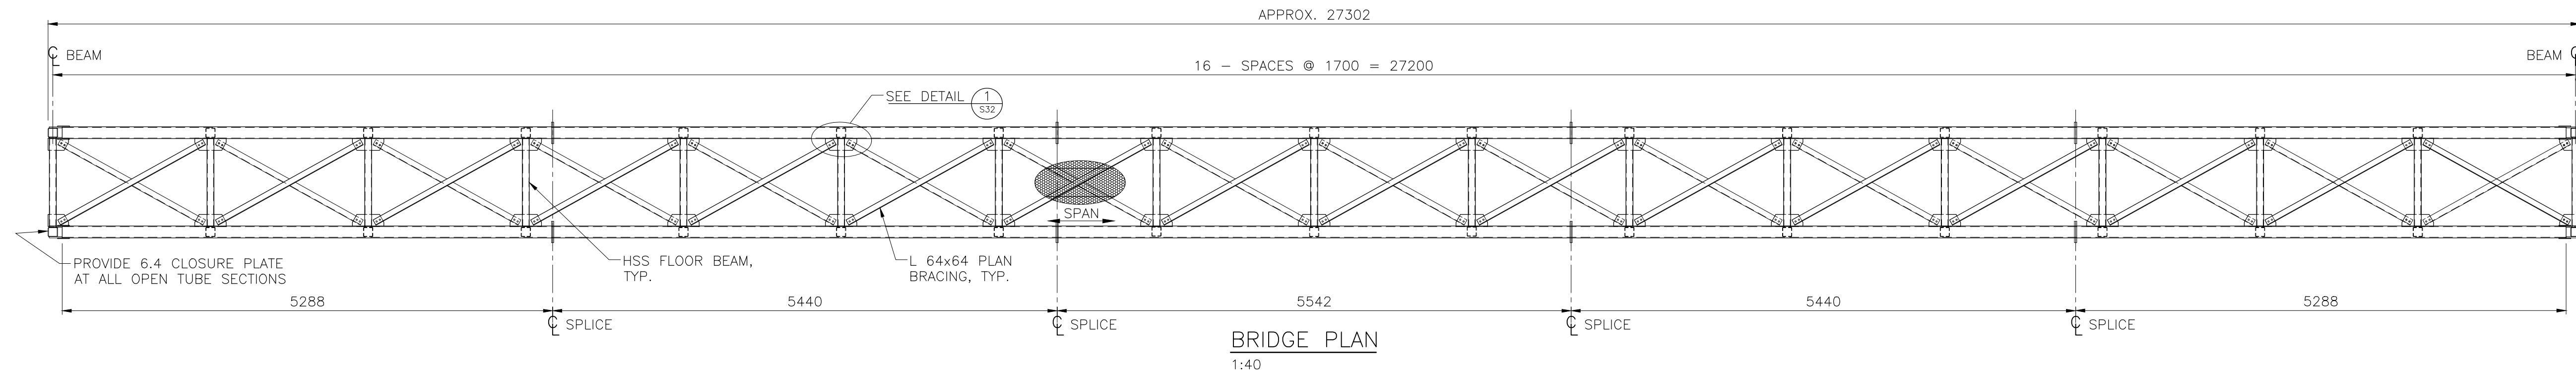 APPROX. 27302
℄ BEAM
BEAM ℄
16 – SPACES @ 1700 = 27200
SEE DETAIL 1
S32
SPAN
PROVIDE 6.4 CLOSURE PLATE
AT ALL OPEN TUBE SECTIONS
HSS FLOOR BEAM,
TYP.
L 64x64 PLAN
BRACING, TYP.
5288
5440
5542
5440
5288
℄ SPLICE
℄ SPLICE
℄ SPLICE
℄ SPLICE
BRIDGE PLAN
1:40